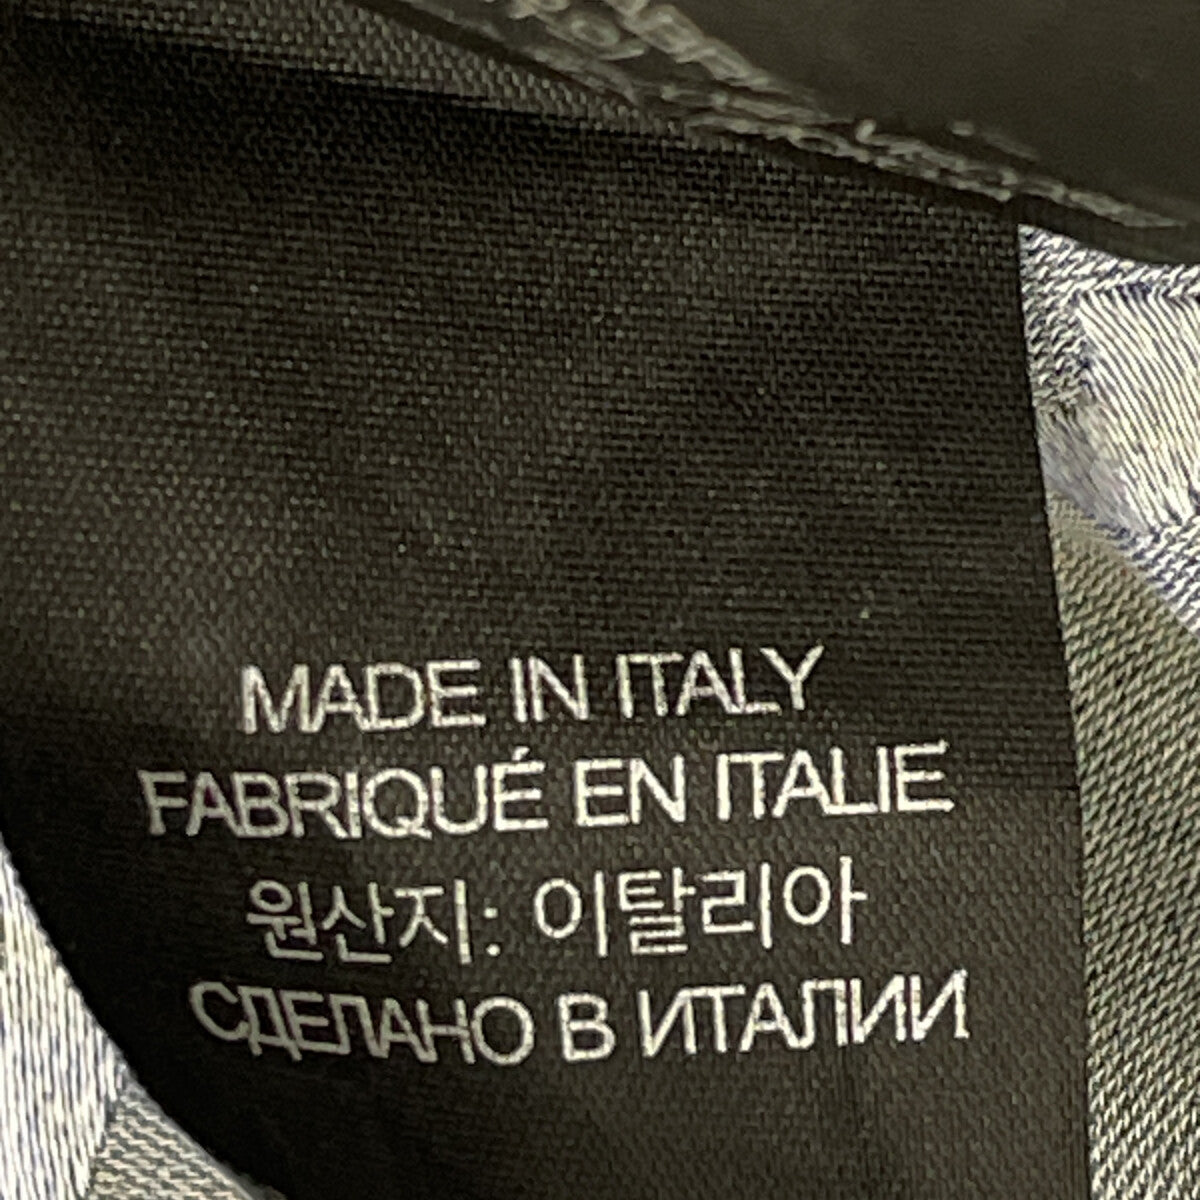 MADE IN ITALY
FABRIQUÉ EN ITALIE
원산지: 이탈리아
СДЕЛАНО В ИТАЛИИ